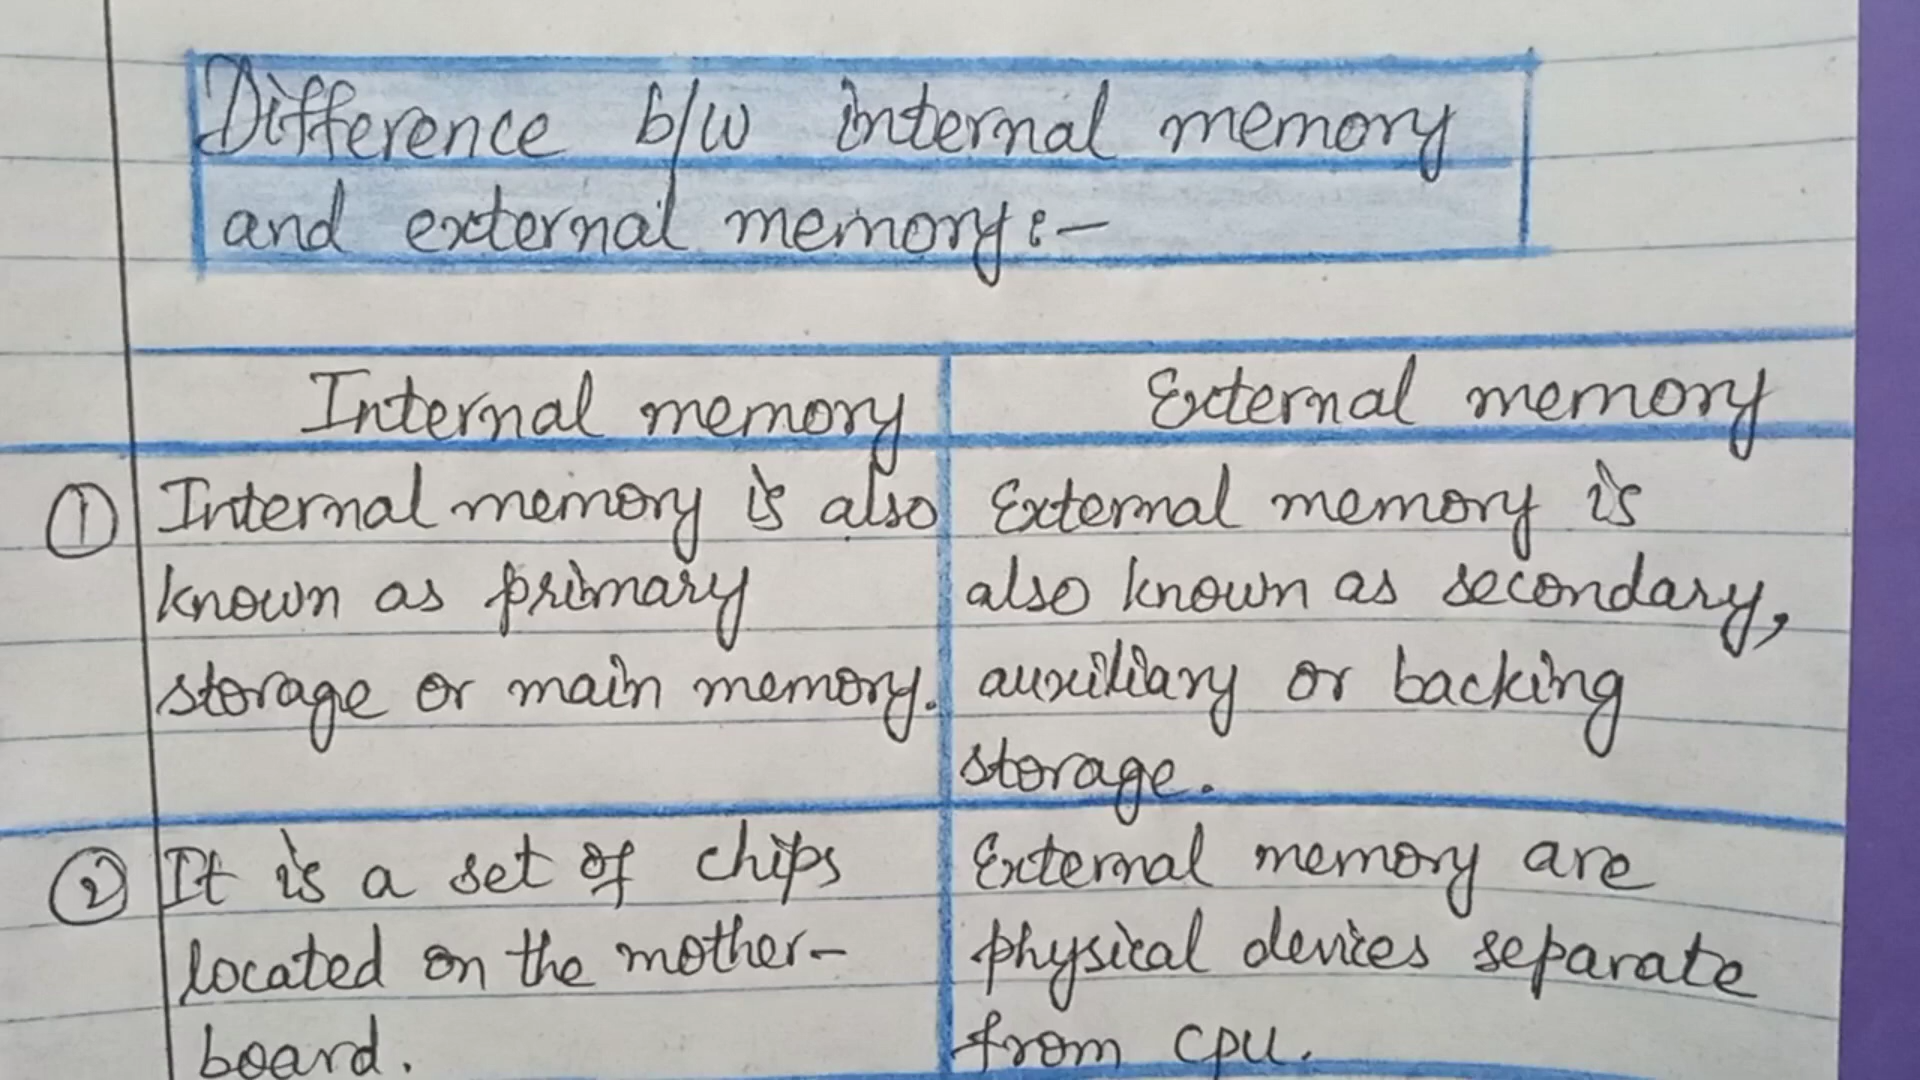 Difference b/w internal memory
and external memory:-
Internal memory
External memory
① Internal memory is also
known as primary
storage or main memory.
External memory is
also known as secondary,
auxiliary or backing
storage.
② It is a set of chips
located on the mother-
board.
External memory are
physical devices separate
from CPU.